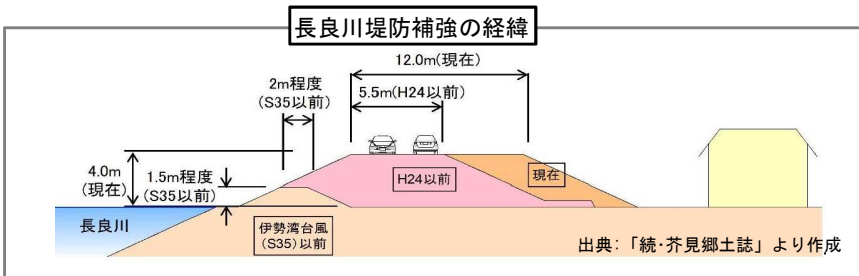 長良川堤防補強の経緯
12.0m(現在)
2m程度
(S35以前)
5.5m(H24以前)
4.0m
(現在)
1.5m程度
(S35以前)
H24以前
現在
長良川
伊勢湾台風
(S35)以前
出典:「続・芥見郷土誌」より作成